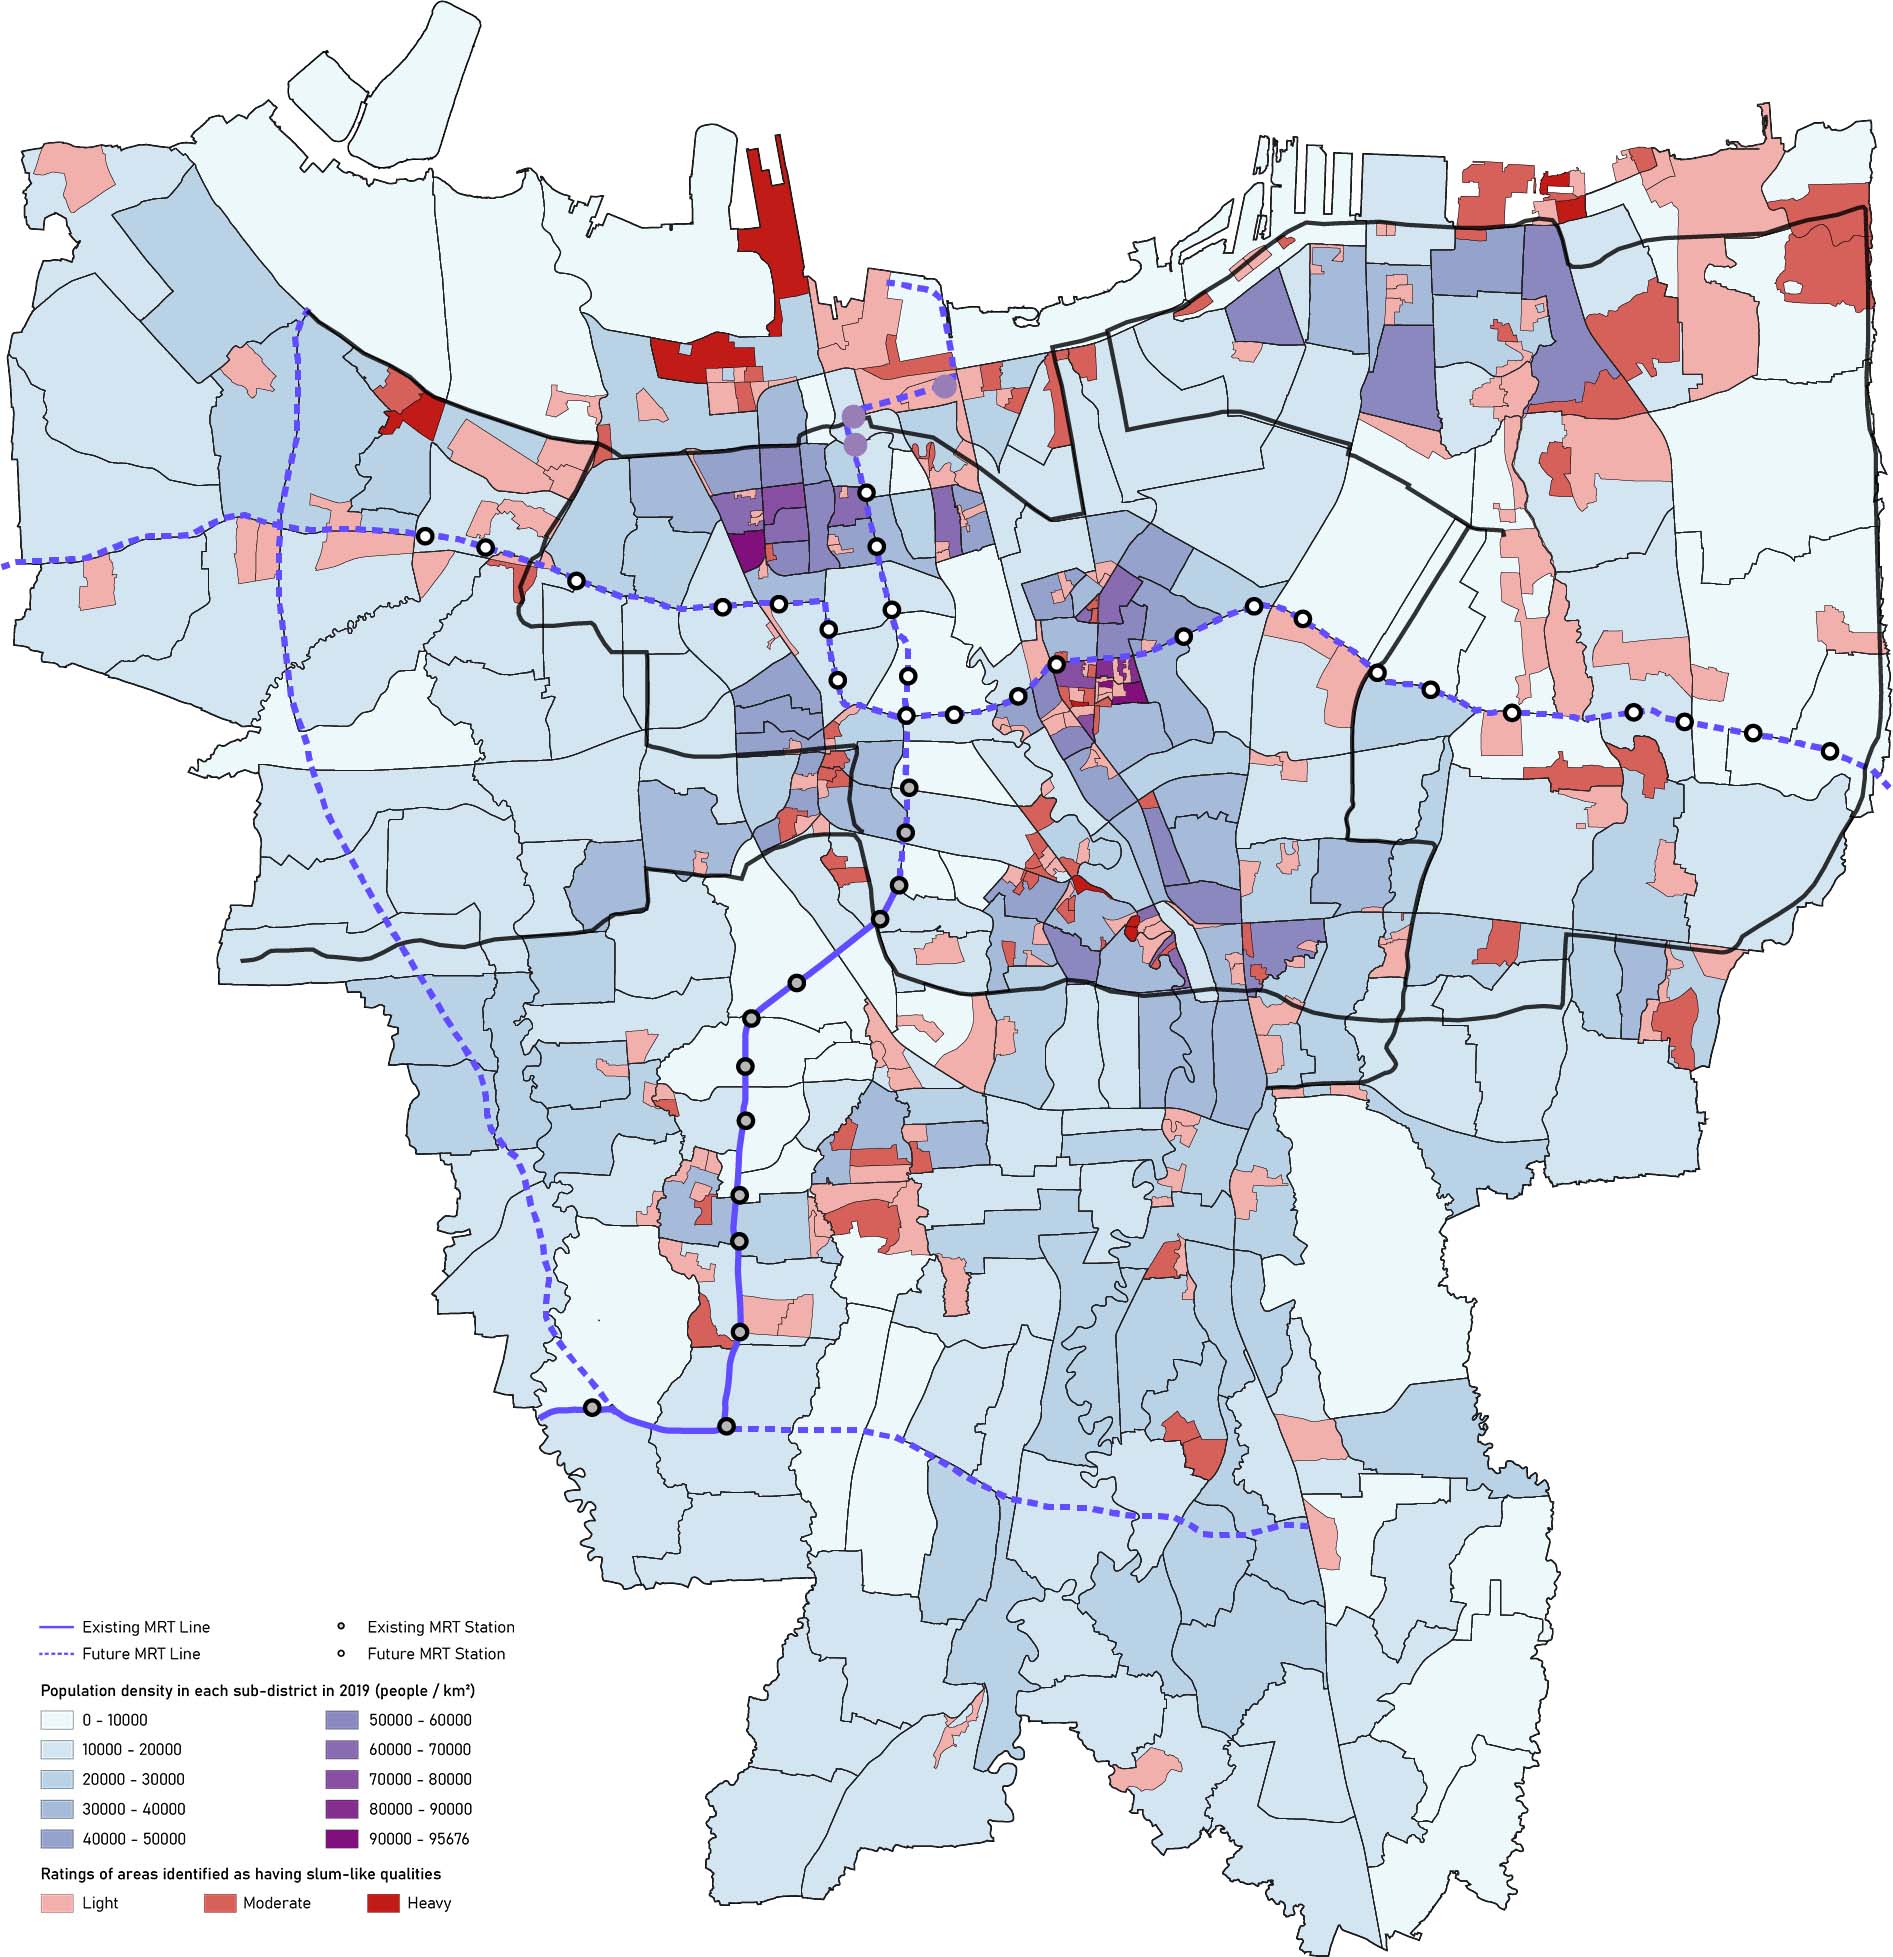 Existing MRT Line
Existing MRT Station
Future MRT Line
Future MRT Station
Population density in each sub-district in 2019 (people / km²)
0 - 10000
50000 - 60000
10000 - 20000
60000 - 70000
20000 - 30000
70000 - 80000
30000 - 40000
80000 - 90000
40000 - 50000
90000 - 95676
Ratings of areas identified as having slum-like qualities
Light
Moderate
Heavy